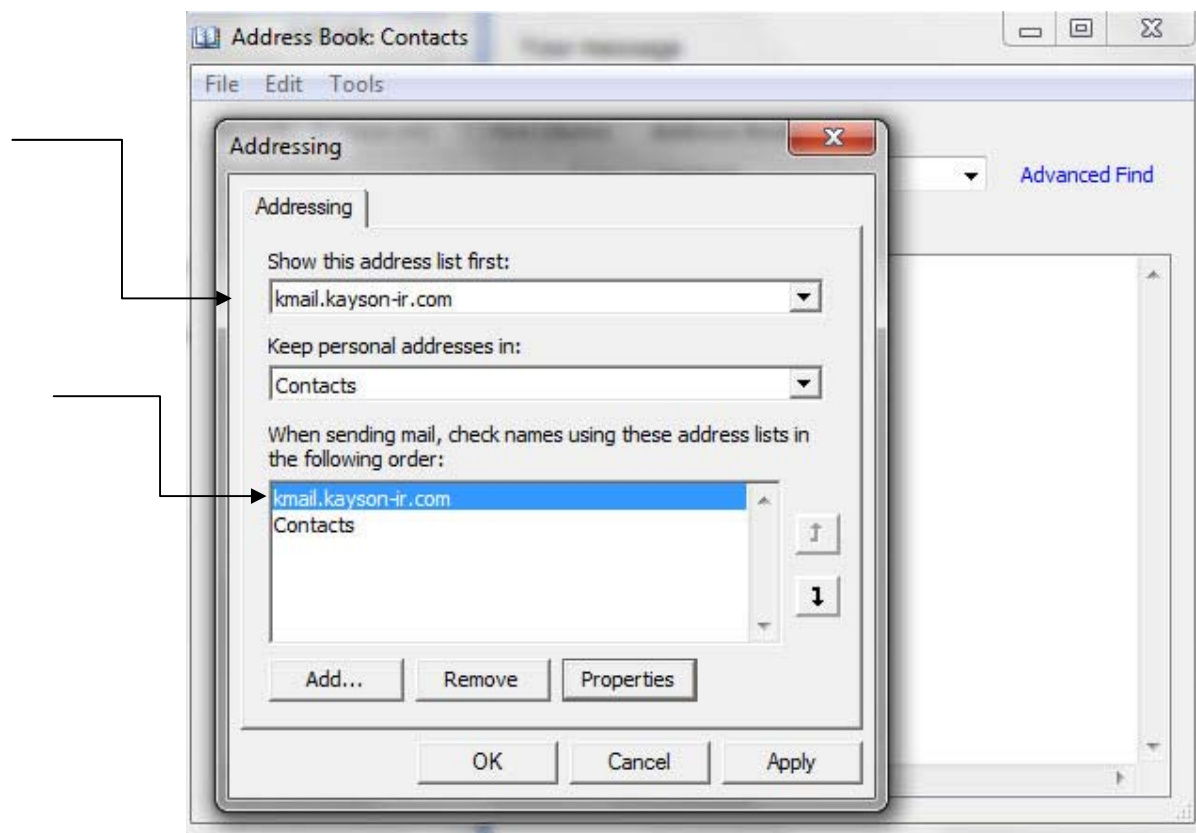 Address Book: Contacts
Your message
File Edit Tools
Addressing
Advanced Find
Addressing
Show this address list first:
kmail.kayson-ir.com
Keep personal addresses in:
Contacts
When sending mail, check names using these address lists in
the following order:
kmail.kayson-ir.com
Contacts
Add...
Remove
Properties
OK
Cancel
Apply